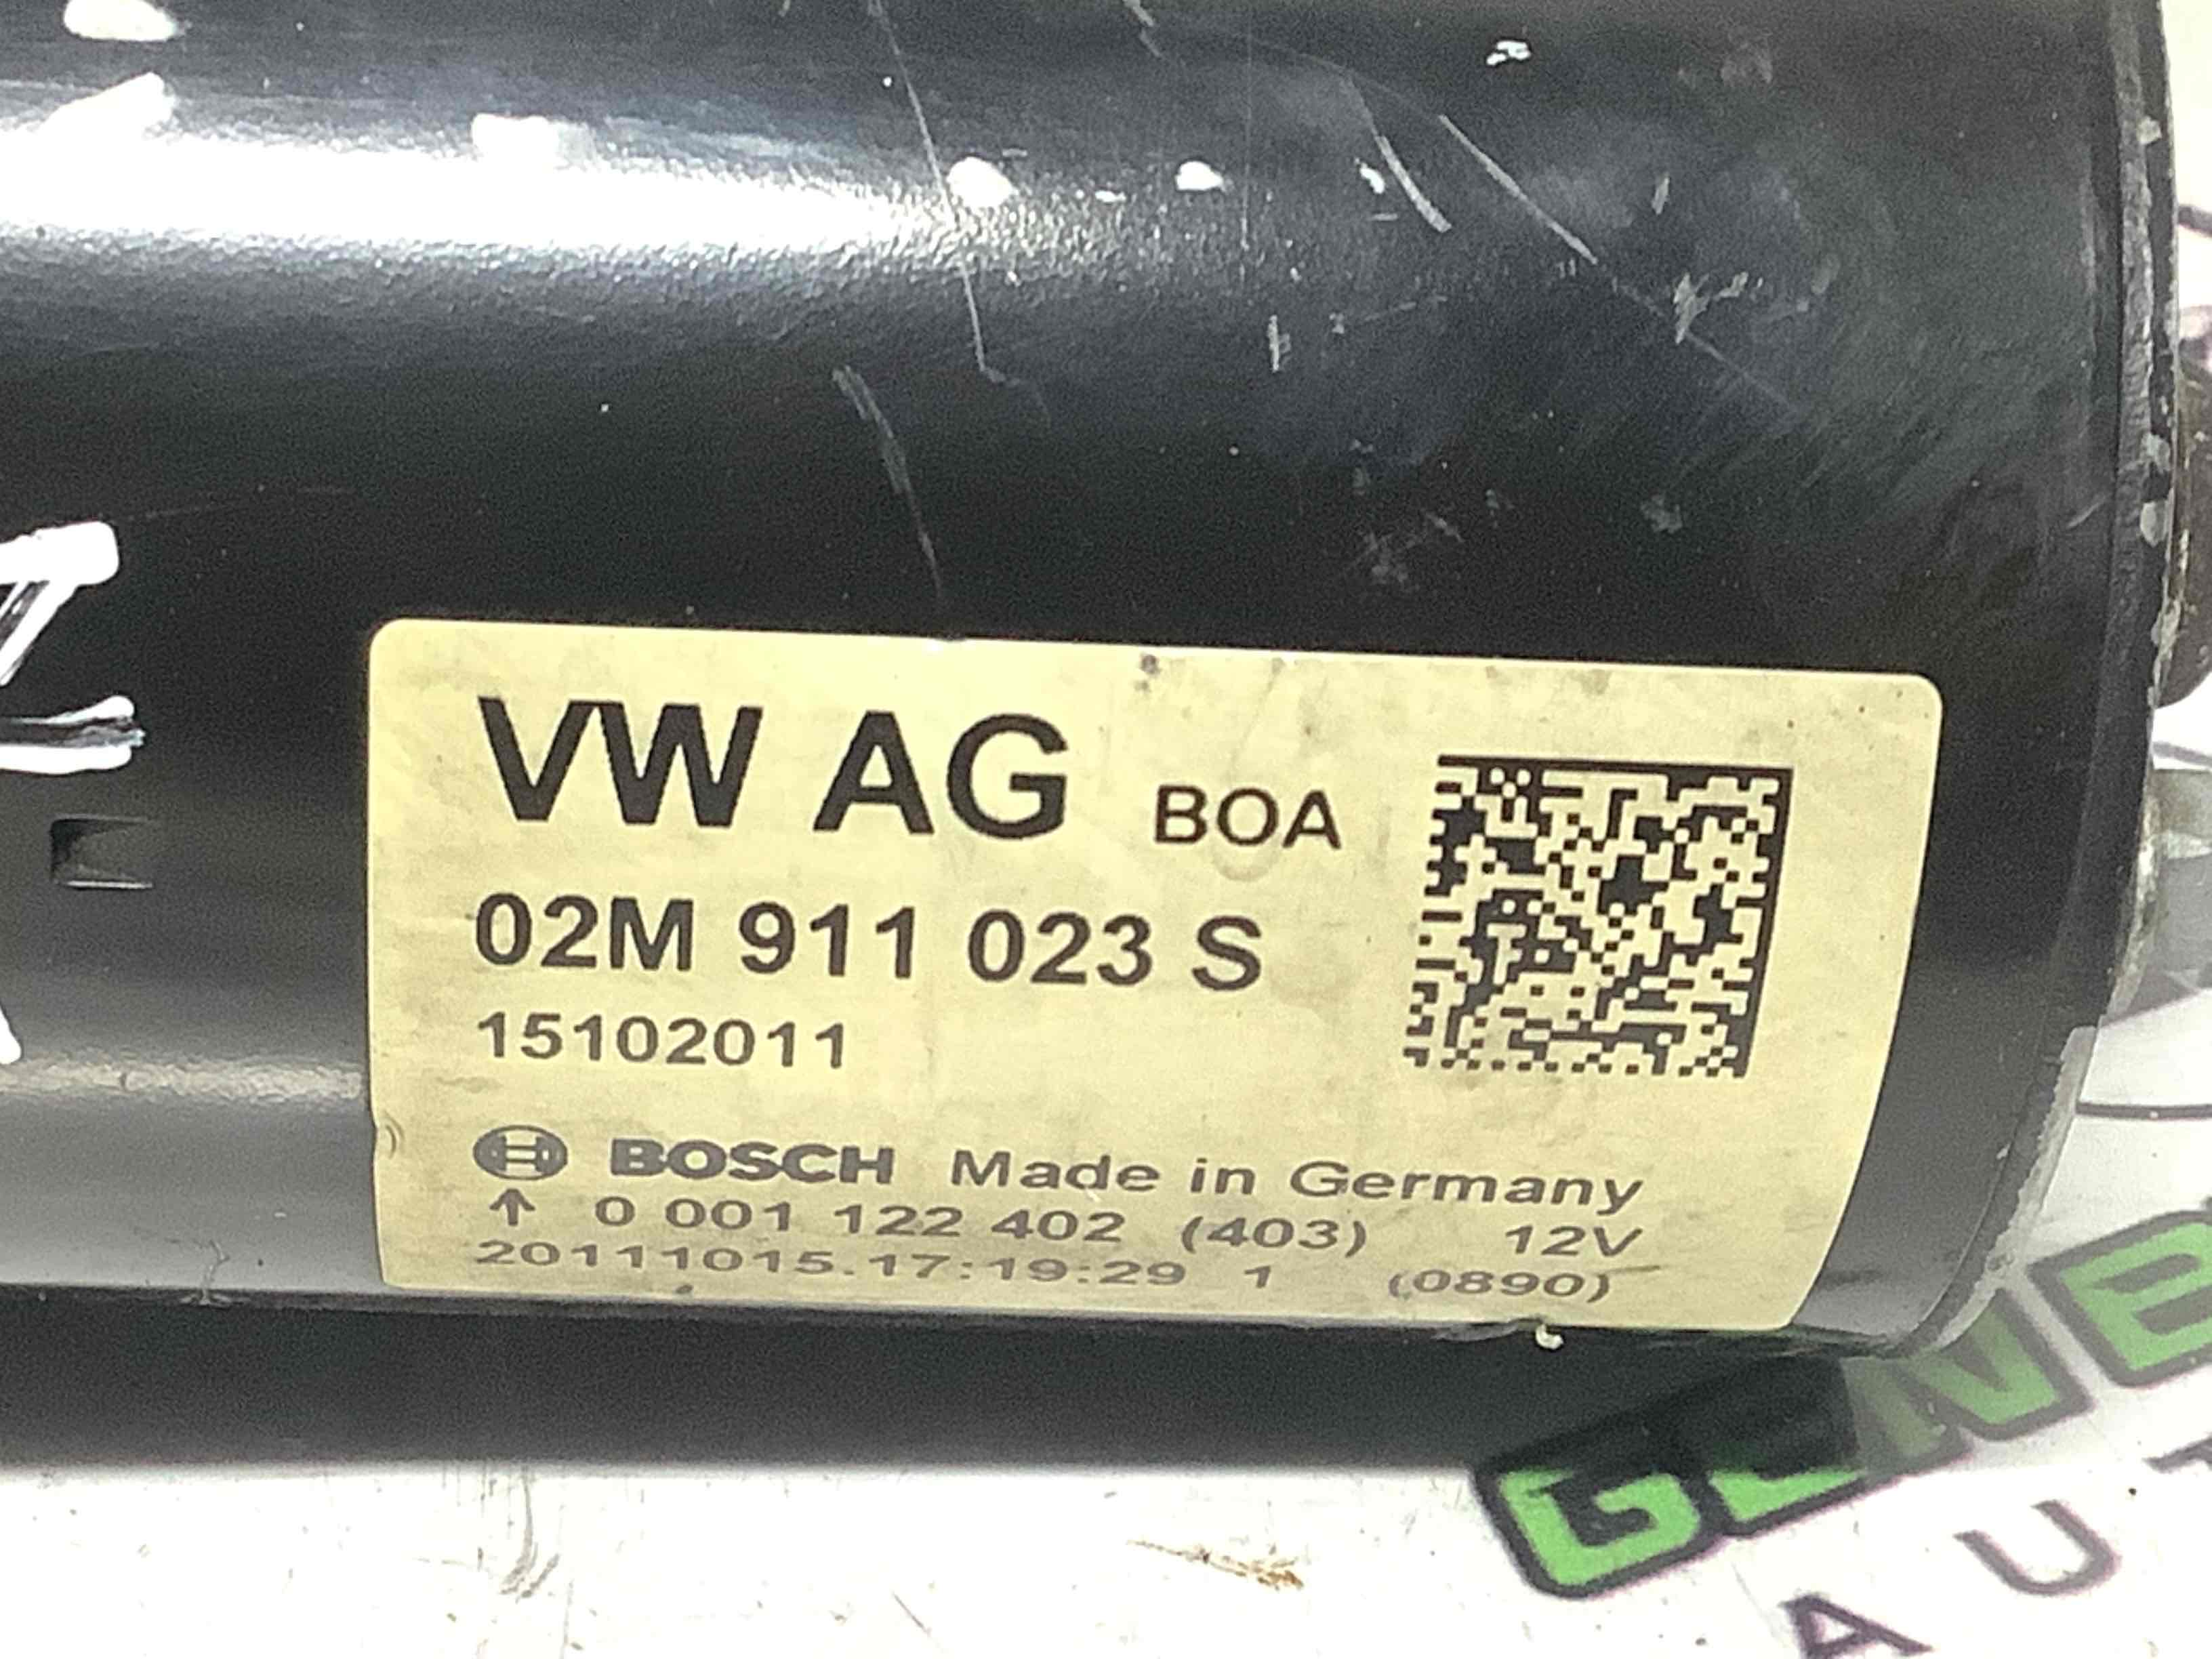 VW AG BOA
02M 911 023 S
15102011
BOSCH Made in Germany
↑ 0 001 122 402 (403) 12V
20111015.17:19:29 1 (0890)